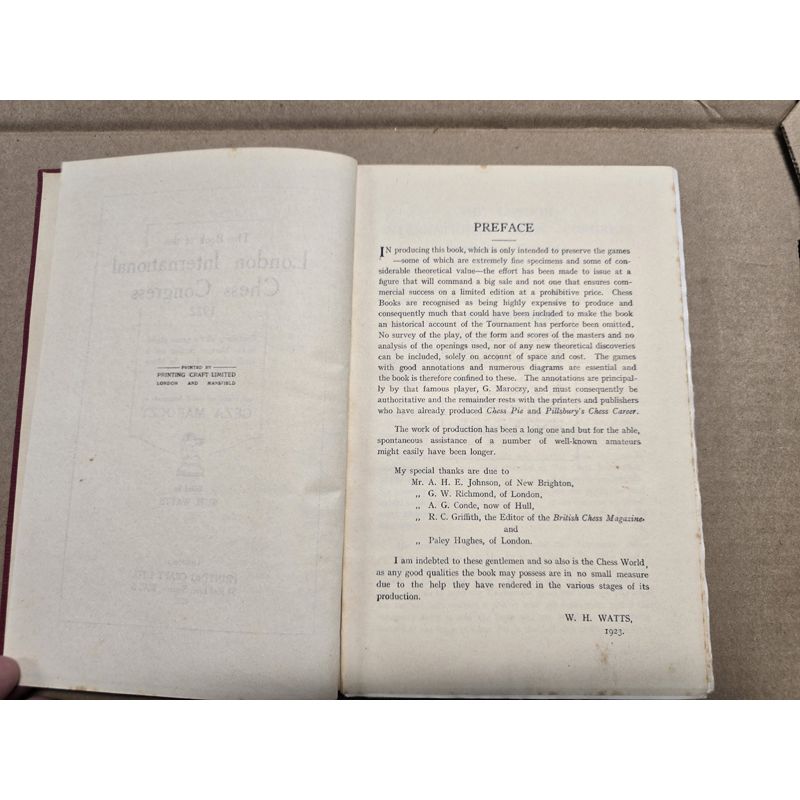 PRINTED BY
PRINTING CRAFT LIMITED
LONDON AND MANSFIELD
The Book of the
London International
Chess Congress
1922
GEZA MAROCZY
W. H. WATTS
PREFACE
IN producing this book, which is only intended to preserve the games
—some of which are extremely fine specimens and some of con-
siderable theoretical value—the effort has been made to issue at a
figure that will command a big sale and not one that ensures com-
mercial success on a limited edition at a prohibitive price. Chess
Books are recognised as being highly expensive to produce and
consequently much that could have been included to make the book
an historical account of the Tournament has perforce been omitted.
No survey of the play, of the form and scores of the masters and no
analysis of the openings used, nor of any new theoretical discoveries
can be included, solely on account of space and cost. The games
with good annotations and numerous diagrams are essential and
the book is therefore confined to these. The annotations are principal-
ly by that famous player, G. Maroczy, and must consequently be
authoritative and the remainder rests with the printers and publishers
who have already produced Chess Pie and Pillsbury's Chess Career.
The work of production has been a long one and but for the able,
spontaneous assistance of a number of well-known amateurs
might easily have been longer.
My special thanks are due to
Mr. A. H. E. Johnson, of New Brighton,
,, G. W. Richmond, of London,
,, A. G. Conde, now of Hull,
,, R. C. Griffith, the Editor of the British Chess Magazine.
and
,, Paley Hughes, of London.
I am indebted to these gentlemen and so also is the Chess World,
as any good qualities the book may possess are in no small measure
due to the help they have rendered in the various stages of its
production.
W. H. WATTS,
1923.